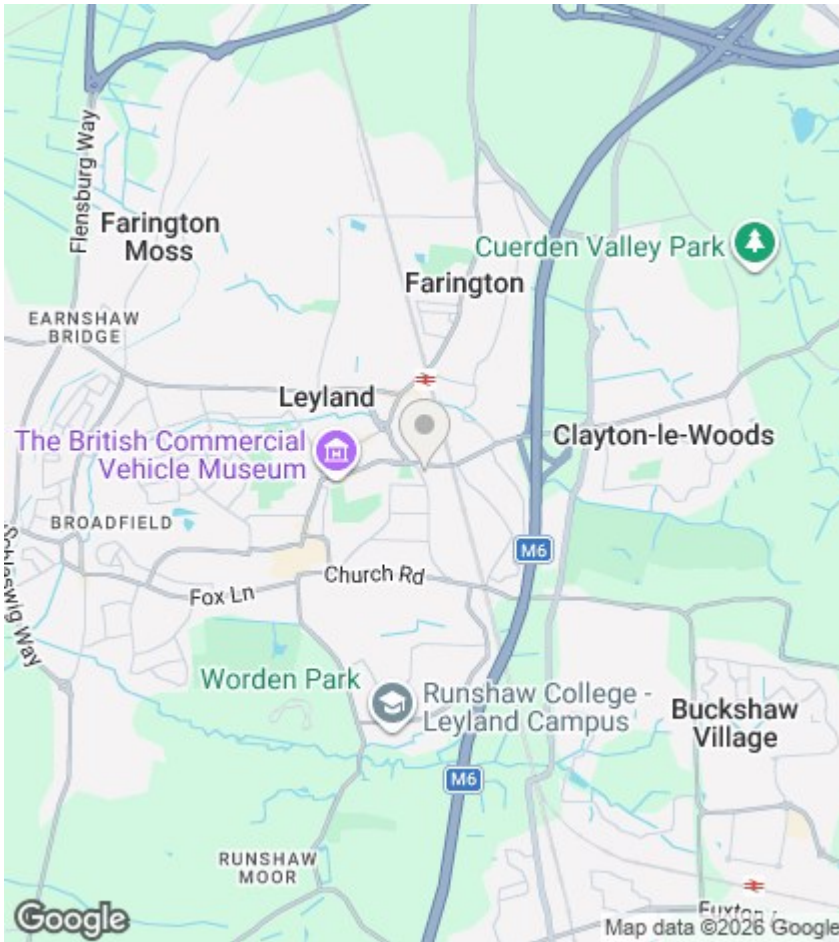 Flensburg Way
Farington
Moss
Cuerden Valley Park
Farington
EARNSHAW
BRIDGE
Leyland
The British Commercial
Vehicle Museum
Clayton-le-Woods
BROADFIELD
M6
Schleswig Way
Church Rd
Fox Ln
Worden Park
Runshaw College -
Leyland Campus
Buckshaw
Village
M6
RUNSHAW
MOOR
Google
Map data ©2026 Google